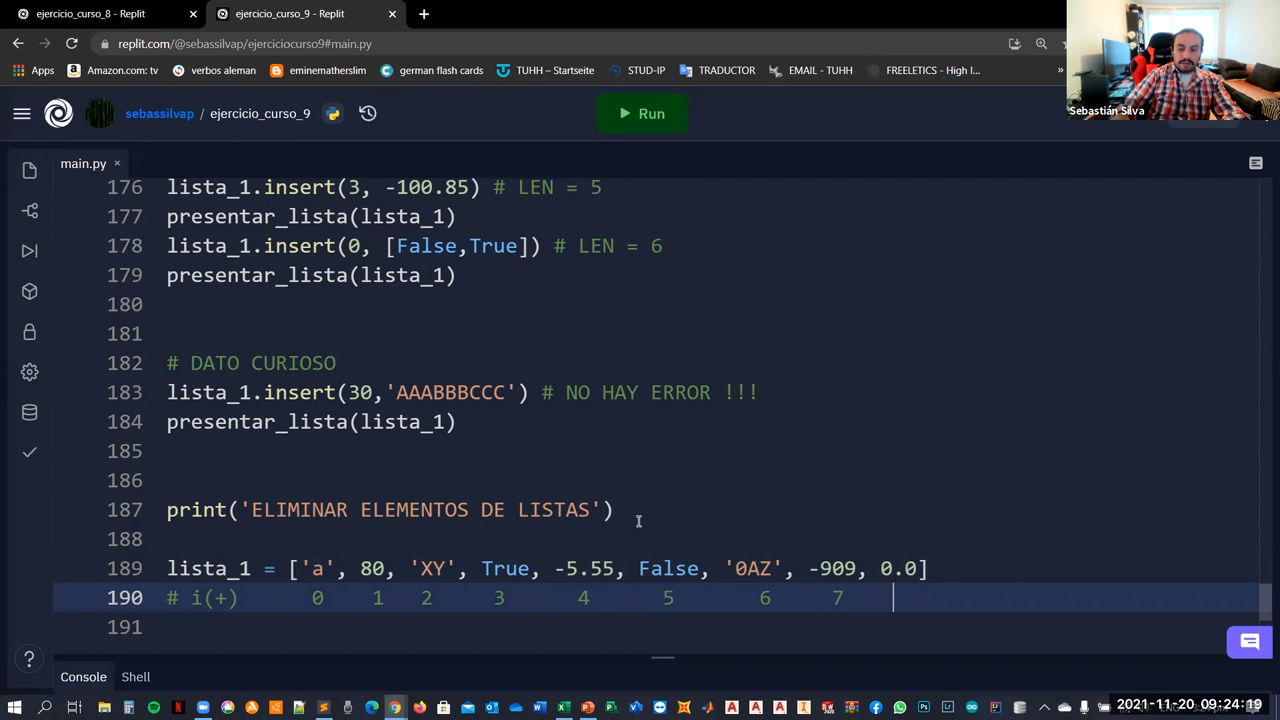 ejercicio_curso_8 - Replit
ejercicio_curso_9 - Replit
replit.com/@sebassilvap/ejerciciocurso9#main.py
Apps
Amazon.com: tv
verbos aleman
eminematherslim
german flashcards
TUHH – Startseite
STUD-IP
TRADUCTOR
EMAIL - TUHH
FREELETICS - High I...
»
Sebastián Silva
sebassilvap / ejercicio_curso_9
Run
main.py
176 lista_1.insert(3, -100.85) # LEN = 5
177 presentar_lista(lista_1)
178 lista_1.insert(0, [False,True]) # LEN = 6
179 presentar_lista(lista_1)
180
181
182 # DATO CURIOSO
183 lista_1.insert(30,'AAABBBCCC') # NO HAY ERROR !!!
184 presentar_lista(lista_1)
185
186
187 print('ELIMINAR ELEMENTOS DE LISTAS')
188
189 lista_1 = ['a', 80, 'XY', True, -5.55, False, '0AZ', -909, 0.0]
190 # i(+) 0 1 2 3 4 5 6 7
191
Console
Shell
2021-11-20 09:24:19